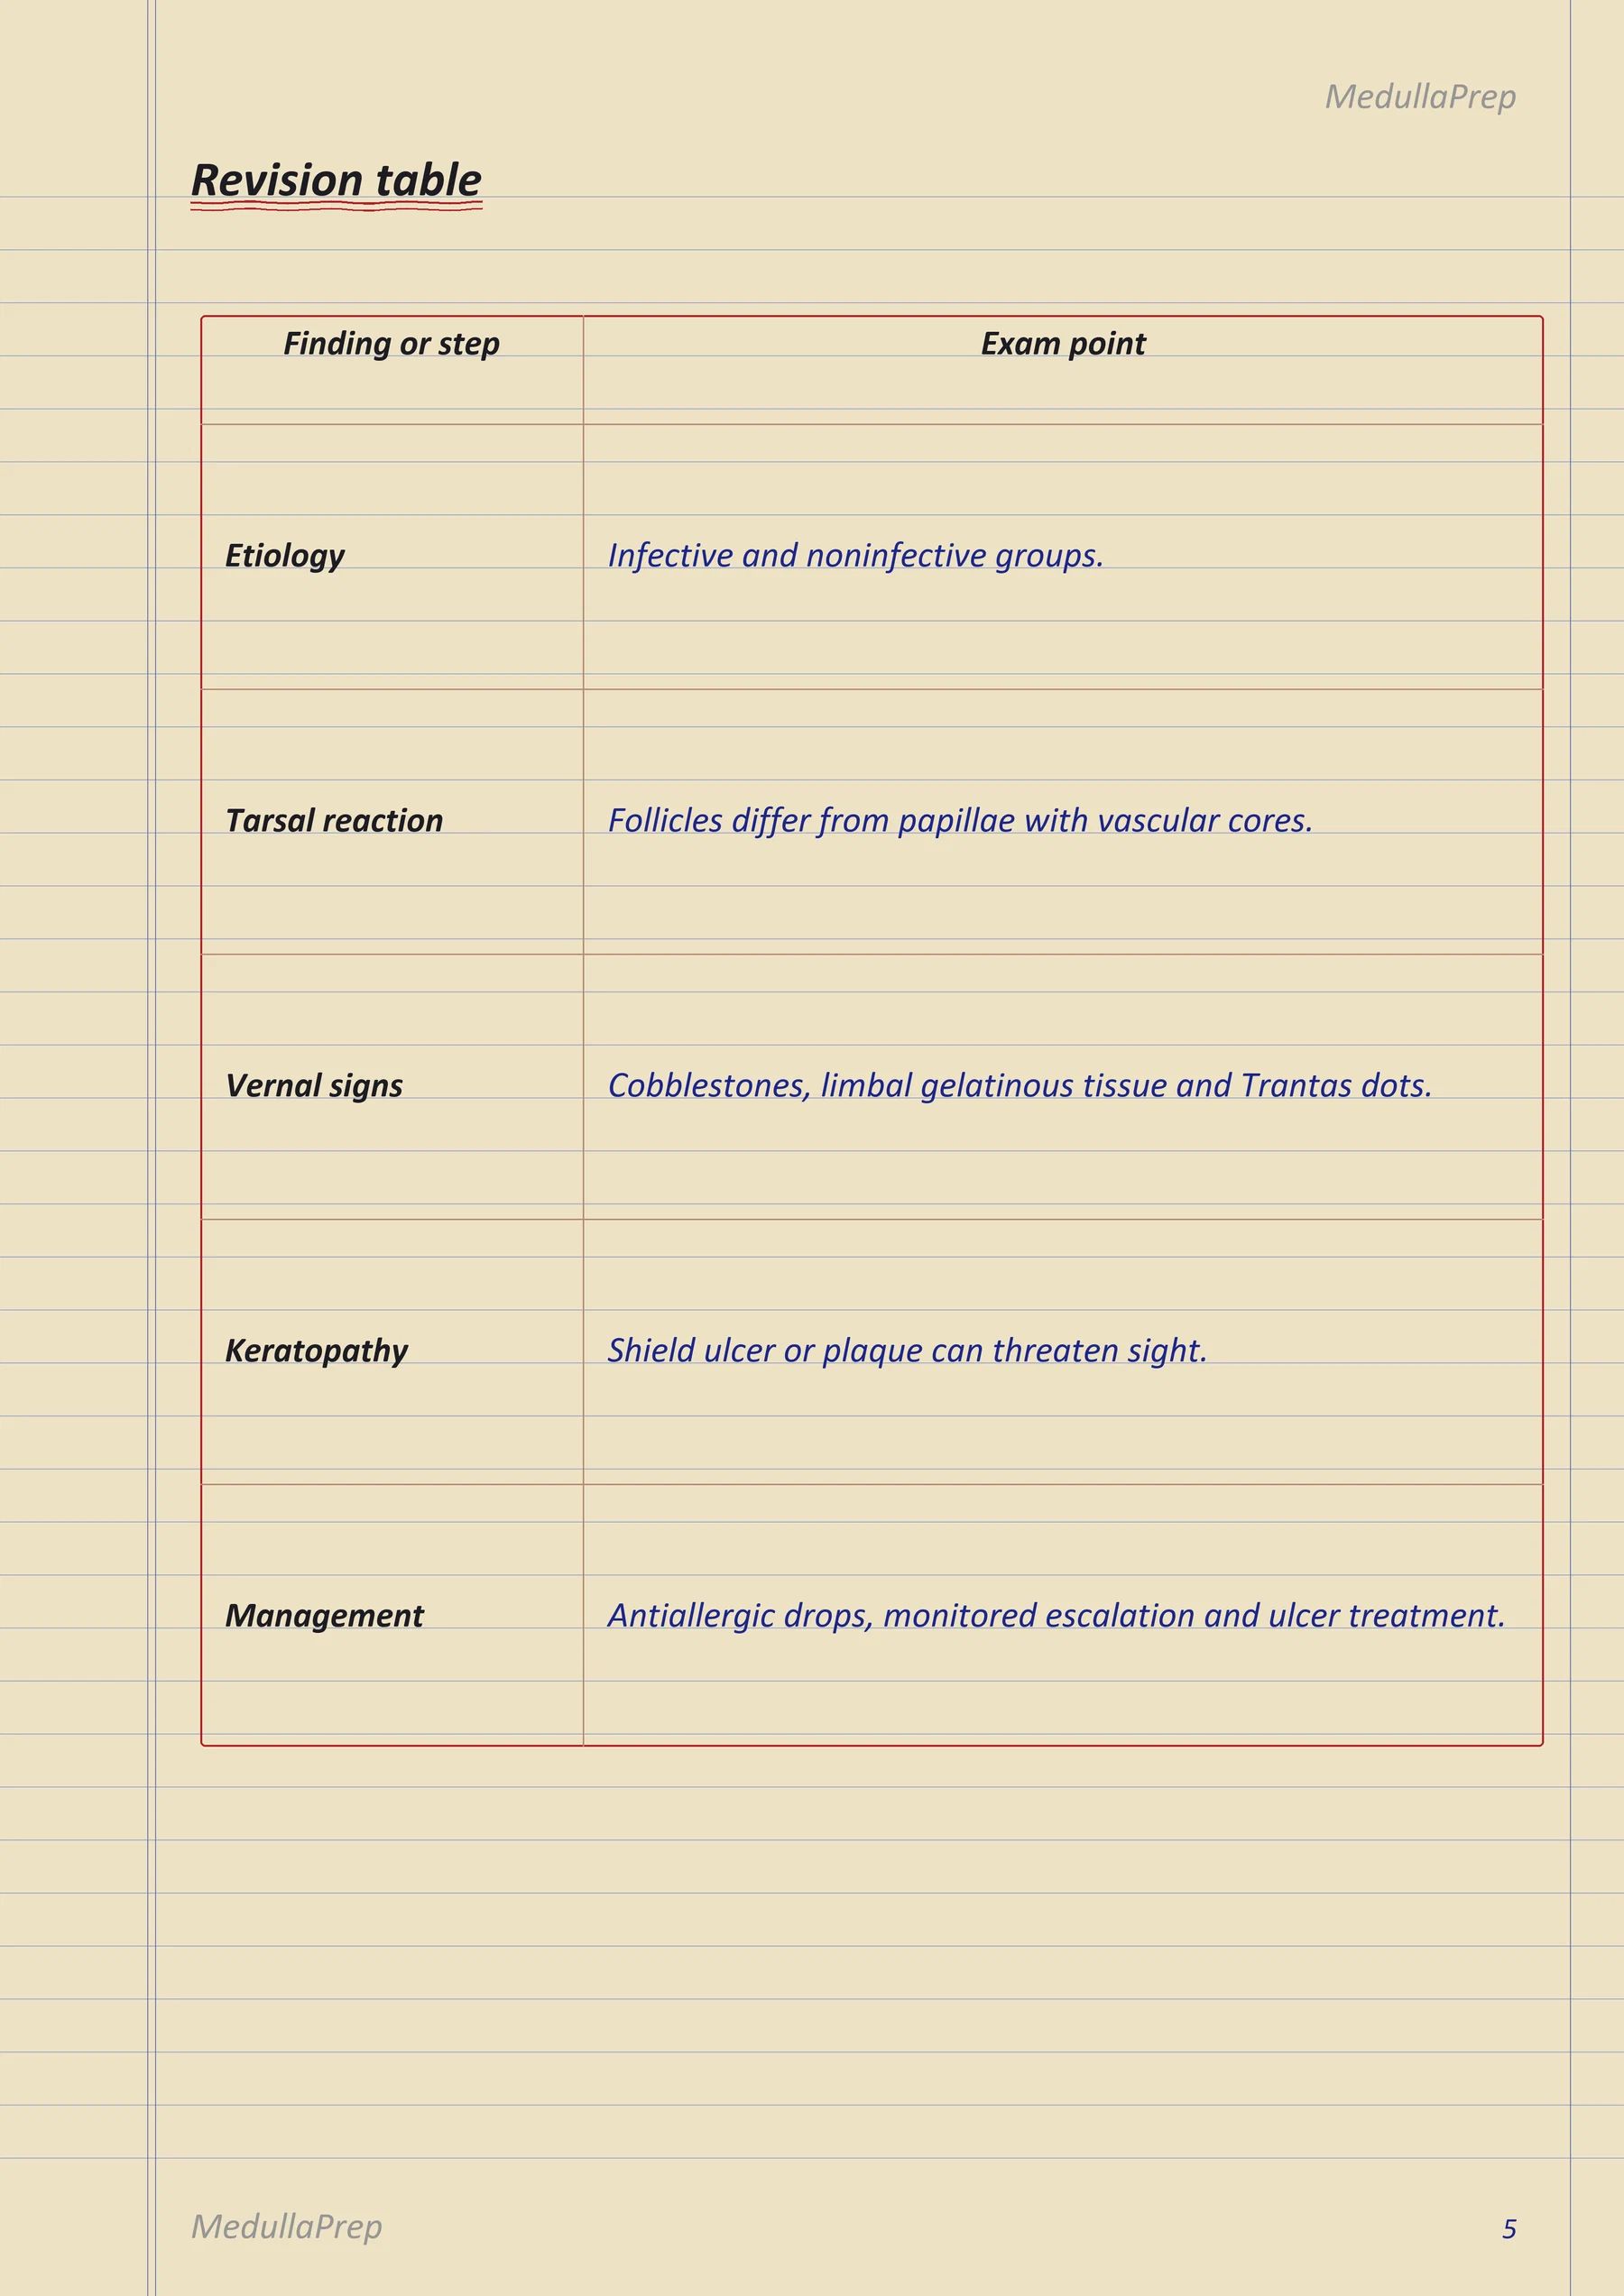 MedullaPrep
Revision table
Finding or step
Exam point
Etiology
Infective and noninfective groups.
Tarsal reaction
Follicles differ from papillae with vascular cores.
Vernal signs
Cobblestones, limbal gelatinous tissue and Trantas dots.
Keratopathy
Shield ulcer or plaque can threaten sight.
Management
Antiallergic drops, monitored escalation and ulcer treatment.
MedullaPrep
5